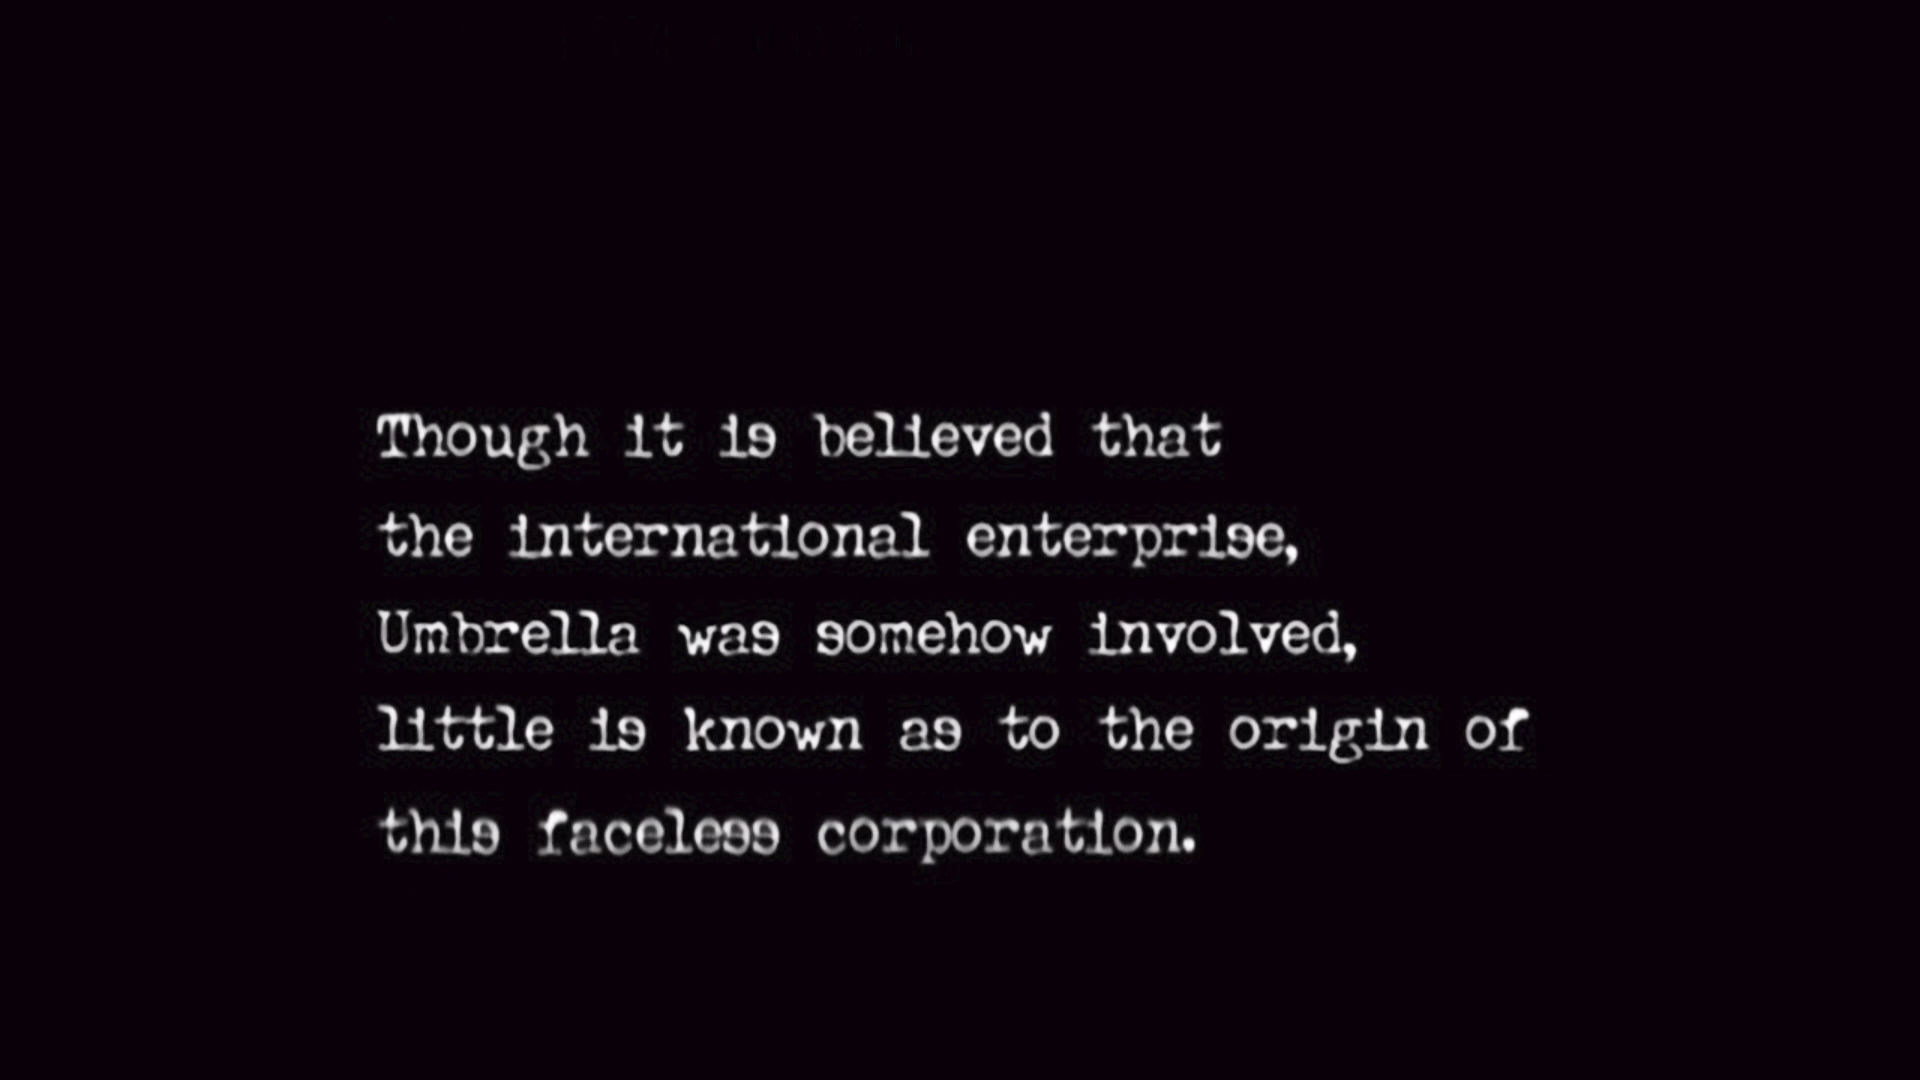 Though it is believed that
the international enterprise,
Umbrella was somehow involved,
little is known as to the origin of
this faceless corporation.